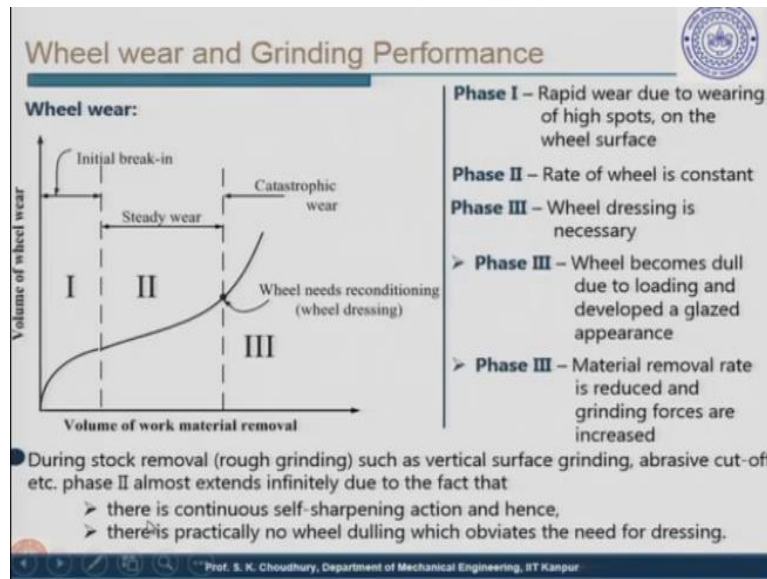 Wheel wear and Grinding Performance
Wheel wear:
Initial break-in
Catastrophic
wear
Steady wear
I
II
III
Wheel needs reconditioning
(wheel dressing)
Volume of wheel wear
Volume of work material removal
Phase I – Rapid wear due to wearing
of high spots, on the
wheel surface
Phase II – Rate of wheel is constant
Phase III – Wheel dressing is
necessary
➢ Phase III – Wheel becomes dull
due to loading and
developed a glazed
appearance
➢ Phase III – Material removal rate
is reduced and
grinding forces are
increased
During stock removal (rough grinding) such as vertical surface grinding, abrasive cut-off
etc. phase II almost extends infinitely due to the fact that
➢ there is continuous self-sharpening action and hence,
➢ there is practically no wheel dulling which obviates the need for dressing.
Prof. S. K. Choudhury, Department of Mechanical Engineering, IIT Kanpur